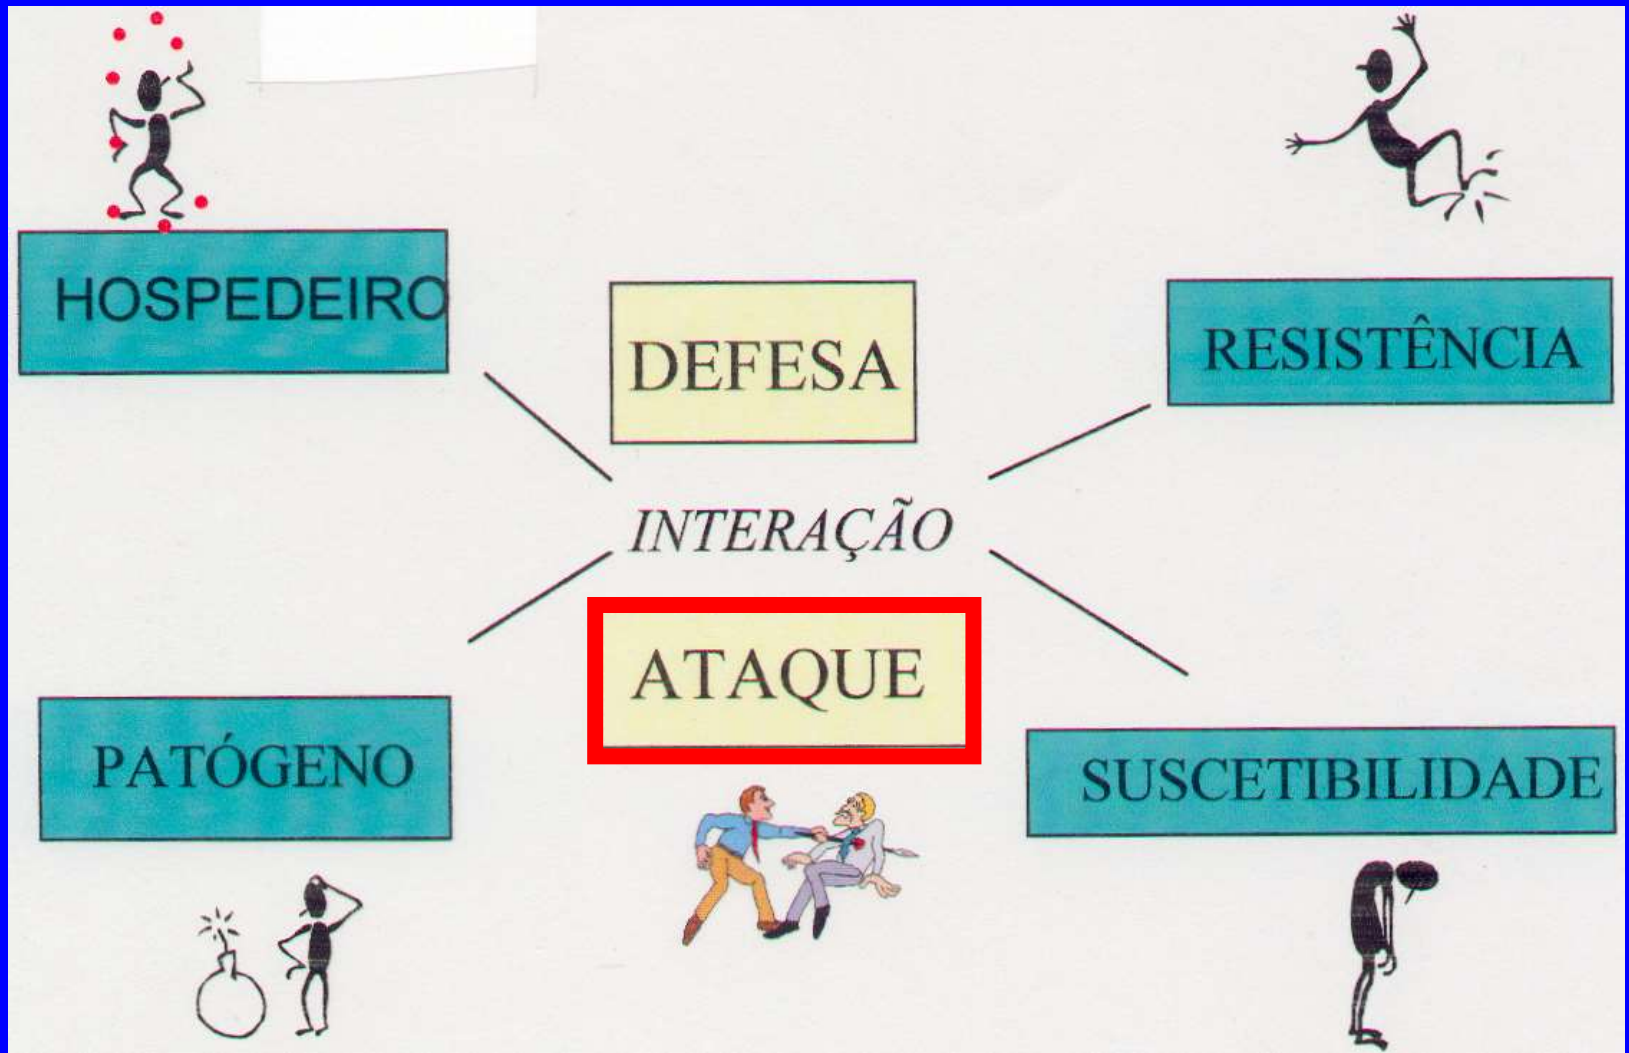 HOSPEDEIRO
DEFESA
RESISTÊNCIA
INTERAÇÃO
ATAQUE
PATÓGENO
SUSCETIBILIDADE